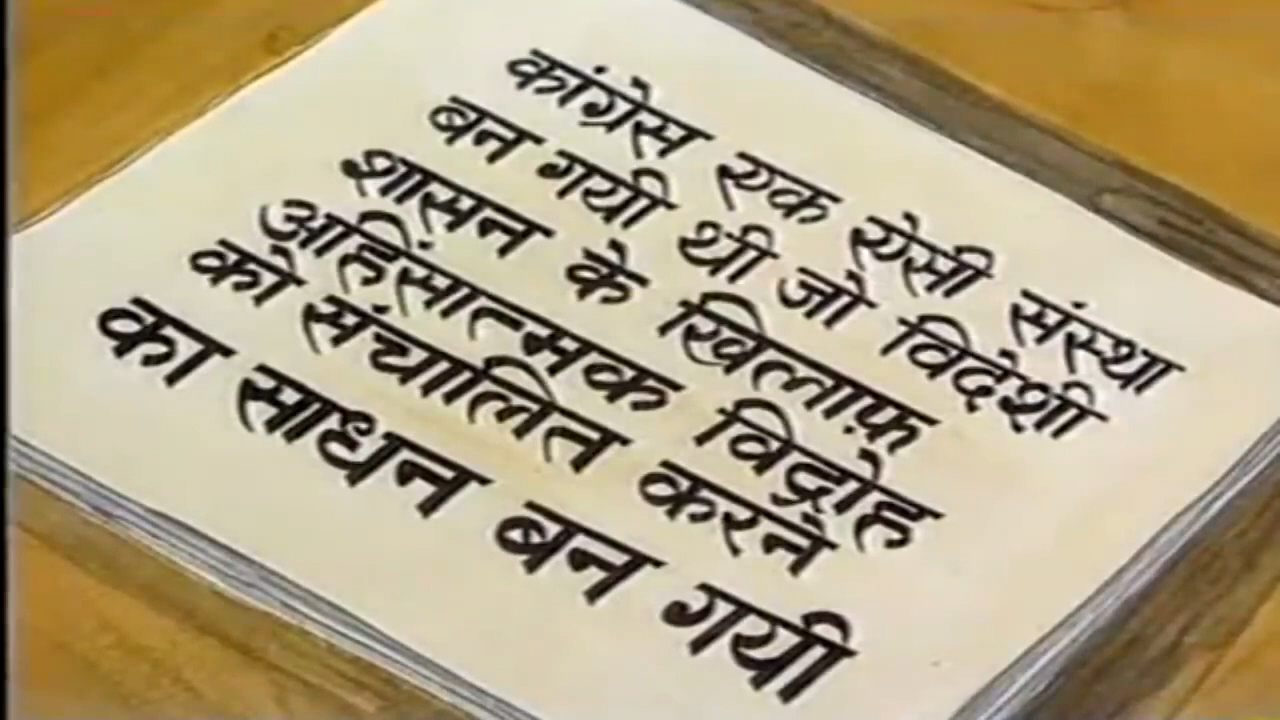 कांग्रेस एक ऐसी संस्था
बन गयी थी जो विदेशी
शासन के खिलाफ़
अहिंसात्मक विद्रोह
को संचालित करने
का साधन बन गयी